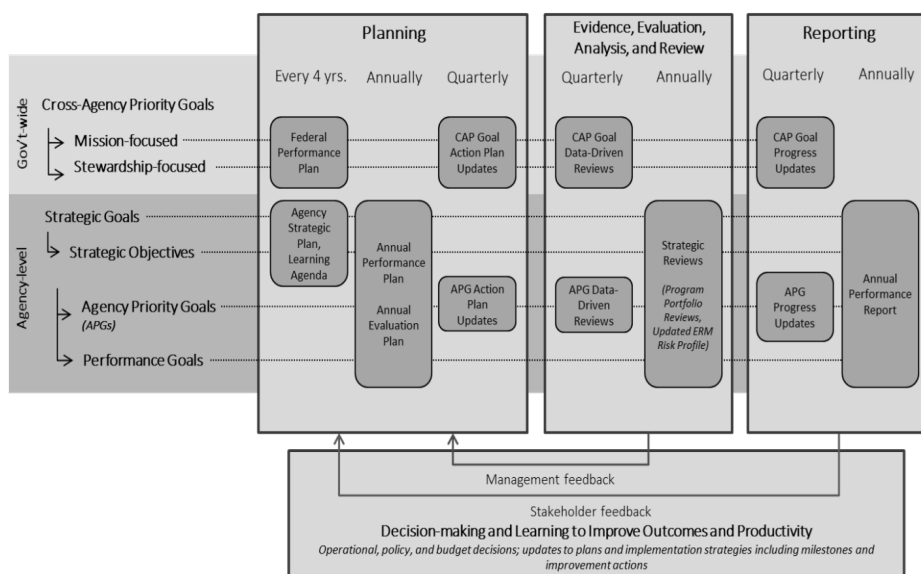 Planning
Evidence, Evaluation,
Analysis, and Review
Reporting
Every 4 yrs.
Annually
Quarterly
Quarterly
Annually
Quarterly
Annually
Gov't-wide
Cross-Agency Priority Goals
Mission-focused
Stewardship-focused
Federal
Performance
Plan
CAP Goal
Action Plan
Updates
CAP Goal
Data-Driven
Reviews
CAP Goal
Progress
Updates
Agency-level
Strategic Goals
Strategic Objectives
Agency Priority Goals
(APGs)
Performance Goals
Agency
Strategic
Plan,
Learning
Agenda
Annual
Performance
Plan
Annual
Evaluation
Plan
APG Action
Plan
Updates
APG Data-
Driven
Reviews
Strategic
Reviews
(Program
Portfolio
Reviews,
Updated ERM
Risk Profile)
APG
Progress
Updates
Annual
Performance
Report
Management feedback
Stakeholder feedback
Decision-making and Learning to Improve Outcomes and Productivity
Operational, policy, and budget decisions; updates to plans and implementation strategies including milestones and
improvement actions